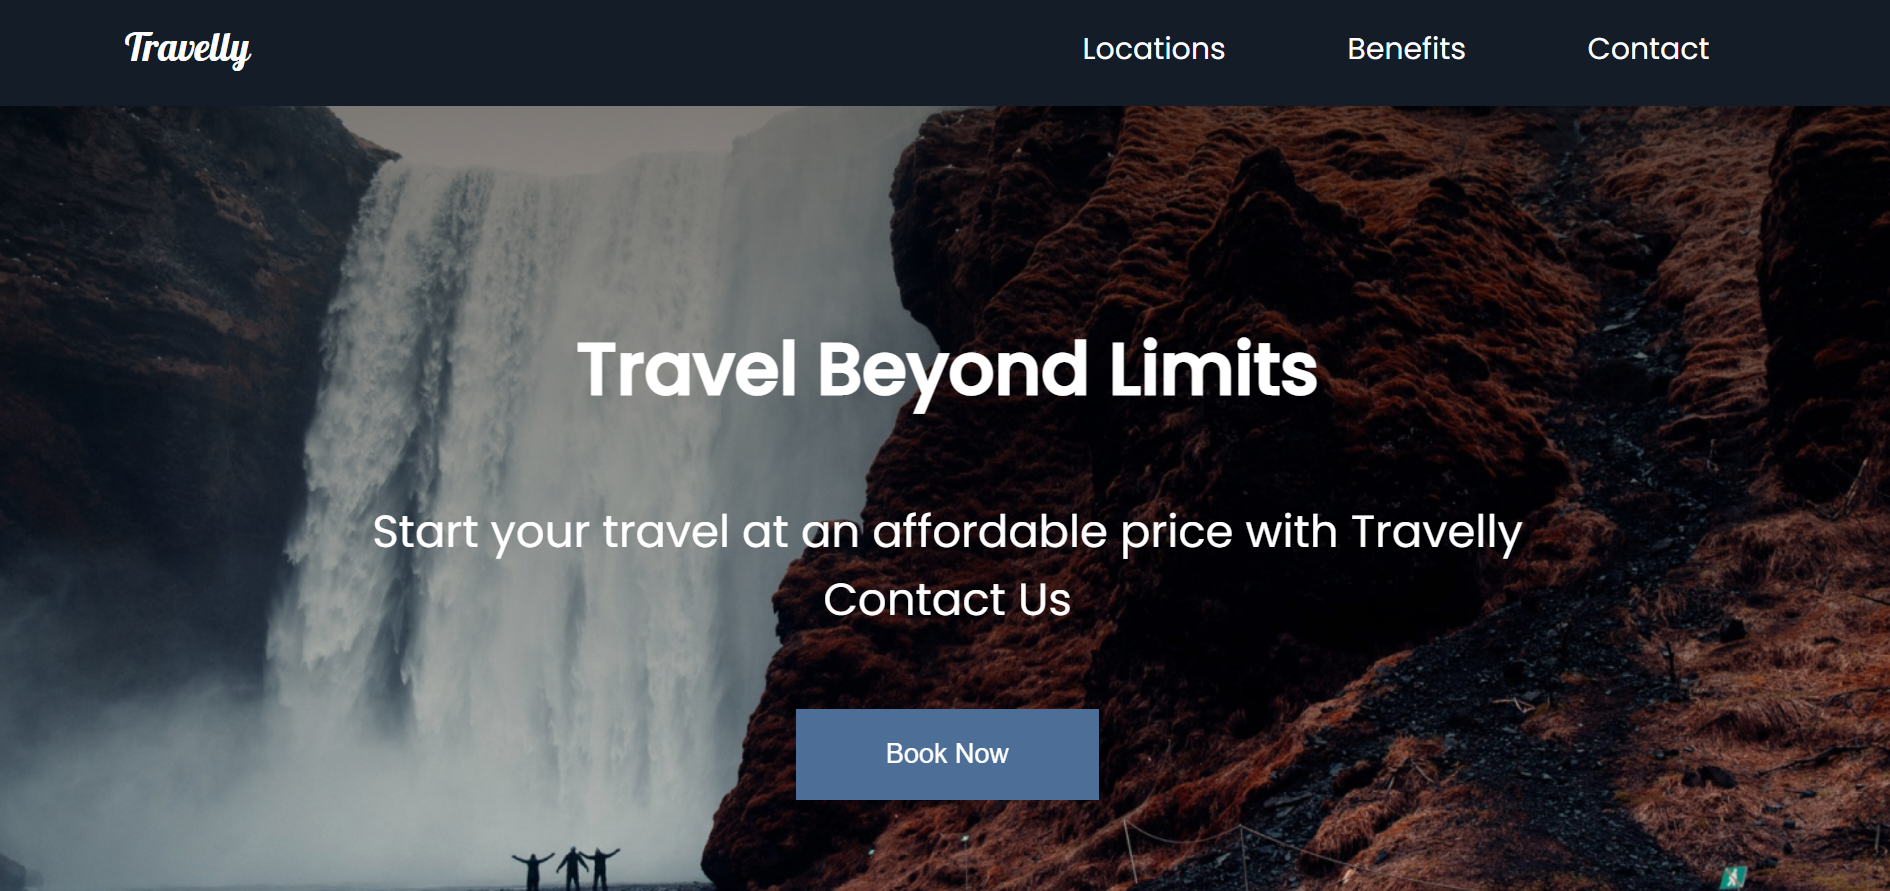 Travelly
Locations Benefits Contact
Travel Beyond Limits
Start your travel at an affordable price with Travelly
Contact Us
Book Now